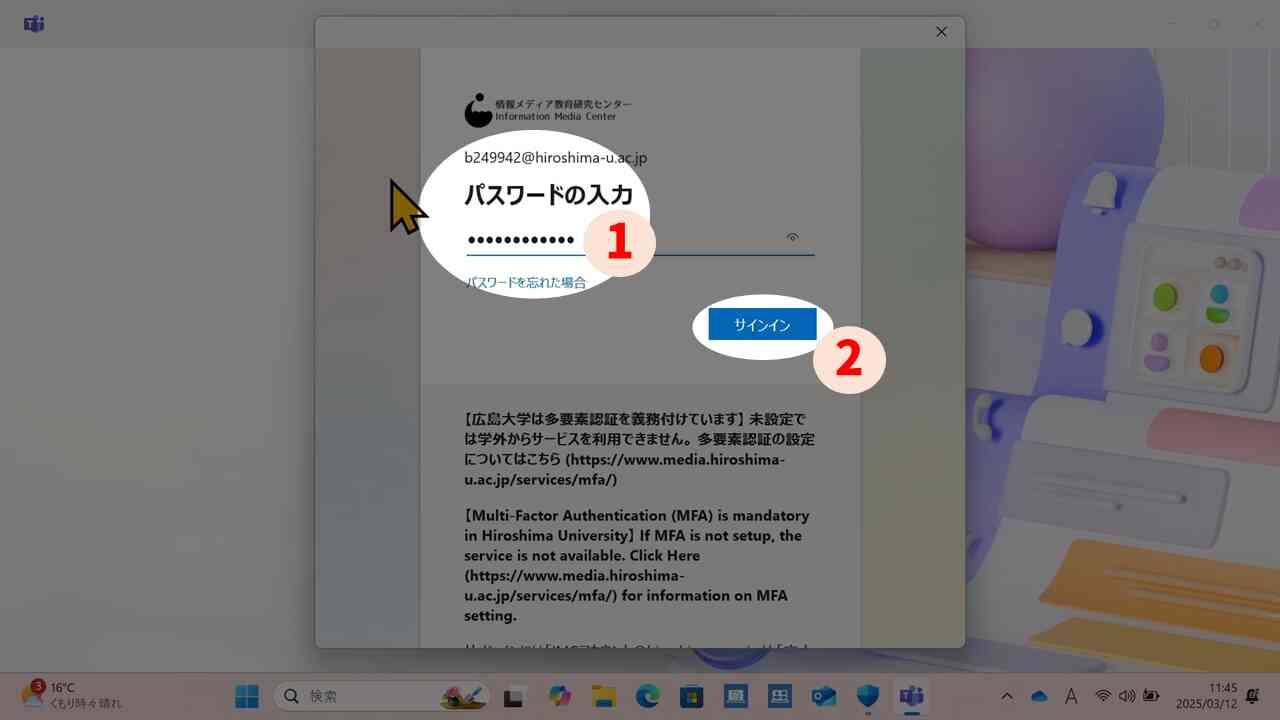 情報メディア教育研究センター
Information Media Center
b249942@hiroshima-u.ac.jp
パスワードの入力
●●●●●●●●●●●●
1
パスワードを忘れた場合
サインイン
2
【広島大学は多要素認証を義務付けています】 未設定で
は学外からサービスを利用できません。多要素認証の設定
についてはこちら (https://www.media.hiroshima-
u.ac.jp/services/mfa/)
【Multi-Factor Authentication (MFA) is mandatory
in Hiroshima University】 If MFA is not setup, the
service is not available. Click Here
(https://www.media.hiroshima-
u.ac.jp/services/mfa/) for information on MFA
setting.
3
16°C
くもり時々晴れ
検索
A
11:45
2025/03/12